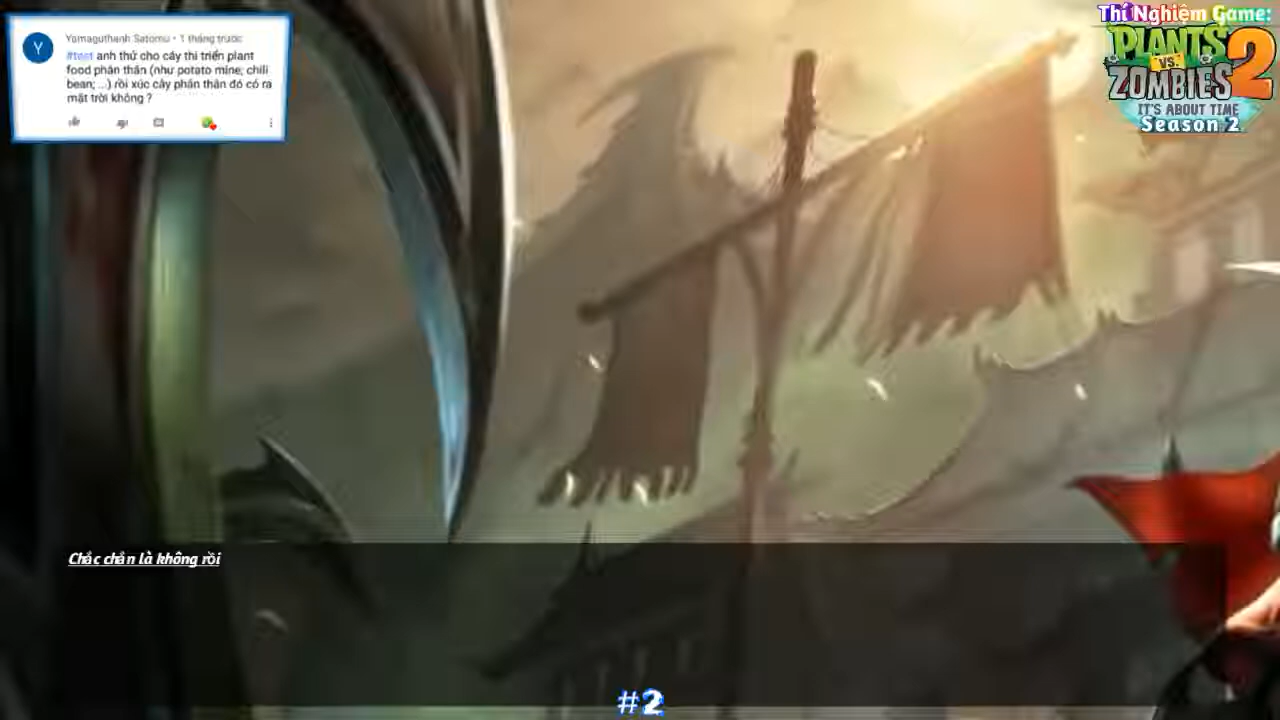 Yamaguthanh Satomu • 1 tháng trước
#test anh thử cho cây thi triển plant
food phân thân (như potato mine; chili
bean; ...) rồi xúc cây phân thân đó có ra
mặt trời không ?
Y
Thí Nghiệm Game:
PLANTS
VS.
ZOMBIES 2
IT'S ABOUT TIME
Season 2
Chắc chắn là không rồi
#2